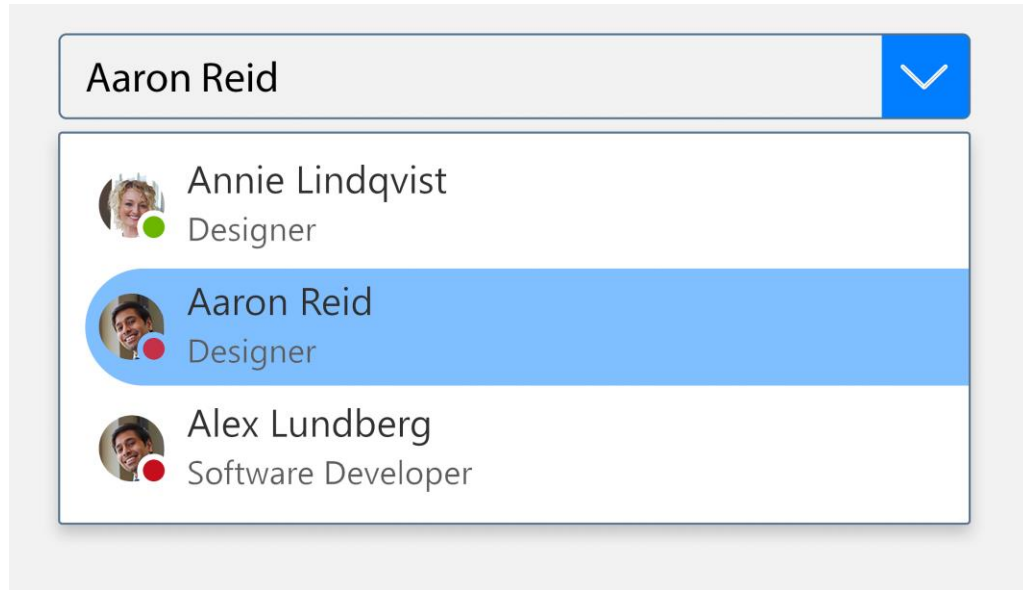 Aaron Reid
Annie Lindqvist
Designer
Aaron Reid
Designer
Alex Lundberg
Software Developer